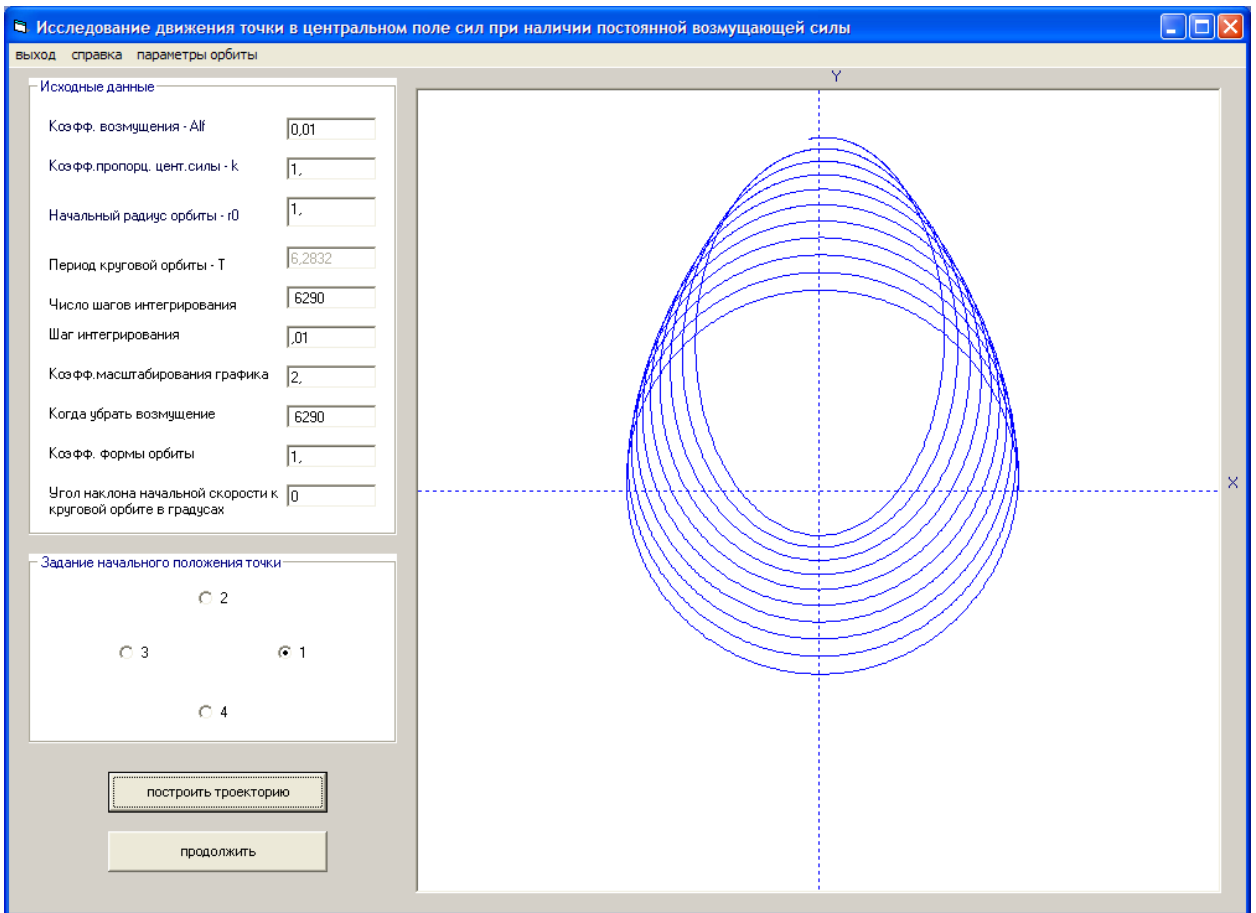 Исследование движения точки в центральном поле сил при наличии постоянной возмущающей силы
выход справка параметры орбиты
Исходные данные
Коэфф. возмущения - Alf 0,01
Коэфф.пропорц. цент.силы - k 1,
Начальный радиус орбиты - r0 1,
Период круговой орбиты - T 6,2832
Число шагов интегрирования 6290
Шаг интегрирования ,01
Коэфф.масштабирования графика 2,
Когда убрать возмущение 6290
Коэфф. формы орбиты 1,
Угол наклона начальной скорости к 0
круговой орбите в градусах
Задание начального положения точки
2
3 1
4
построить троекторию
продолжить
Y
X